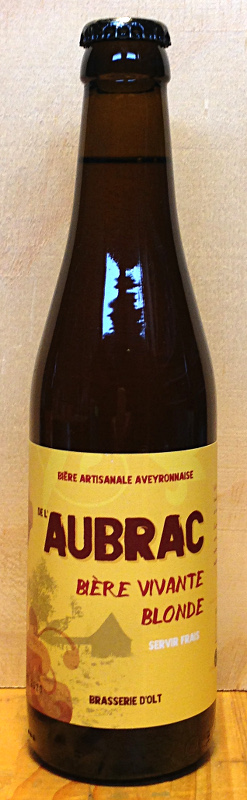 BIÈRE ARTISANALE AVEYRONNAISE
DE L'
AUBRAC
BIÈRE VIVANTE
BLONDE
SERVIR FRAIS
BRASSERIE D'OLT